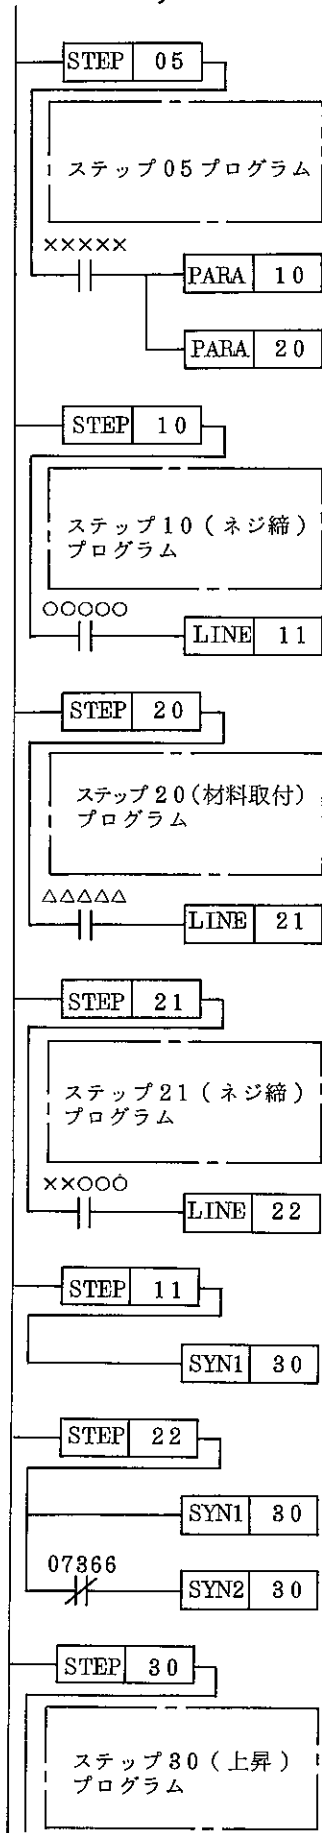 STEP 05
ステップ05プログラム
×××××
PARA 10
PARA 20
STEP 10
ステップ10(ネジ締)
プログラム
○○○○○
LINE 11
STEP 20
ステップ20(材料取付)
プログラム
△△△△△
LINE 21
STEP 21
ステップ21(ネジ締)
プログラム
××○○○
LINE 22
STEP 11
SYN1 30
STEP 22
SYN1 30
07366
SYN2 30
STEP 30
ステップ30(上昇)
プログラム